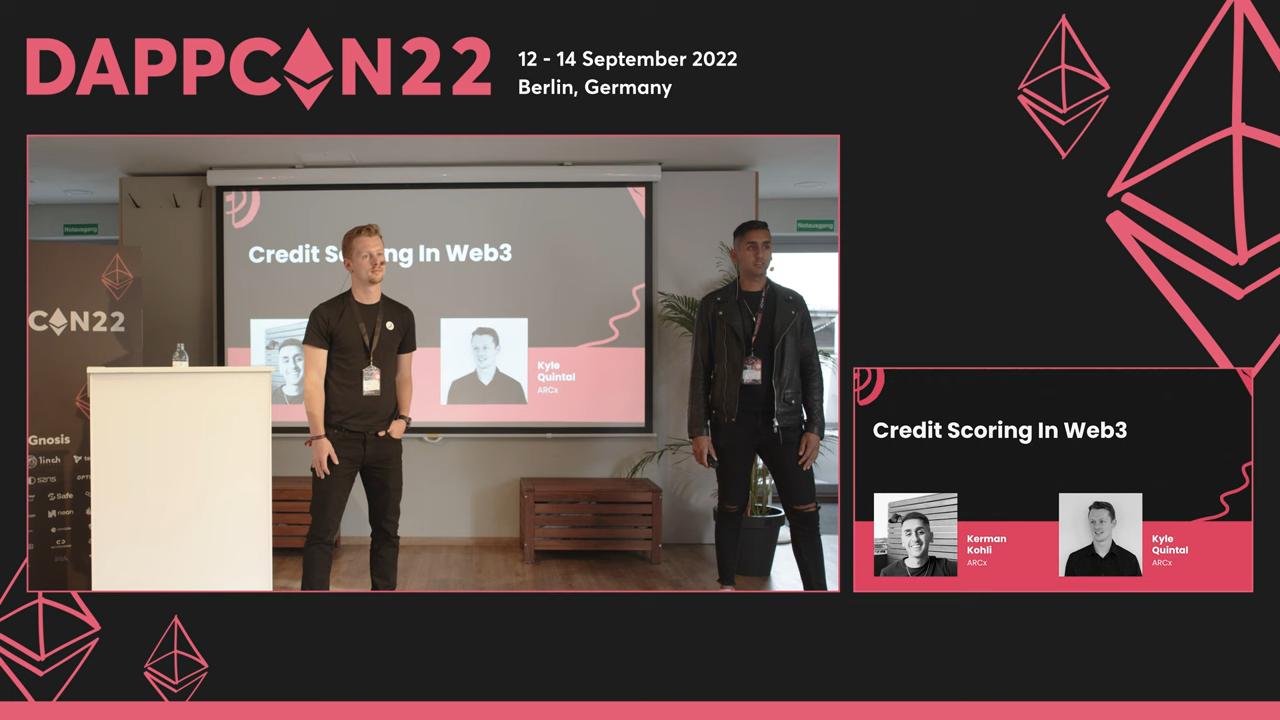 DAPPCON22
12 - 14 September 2022
Berlin, Germany
Notausgang
Notausgang
Credit Scoring In Web3
Kyle
Quintal
ARCx
CON22
Gnosis
1inch
Safe
Credit Scoring In Web3
Kerman
Kohli
ARCx
Kyle
Quintal
ARCx